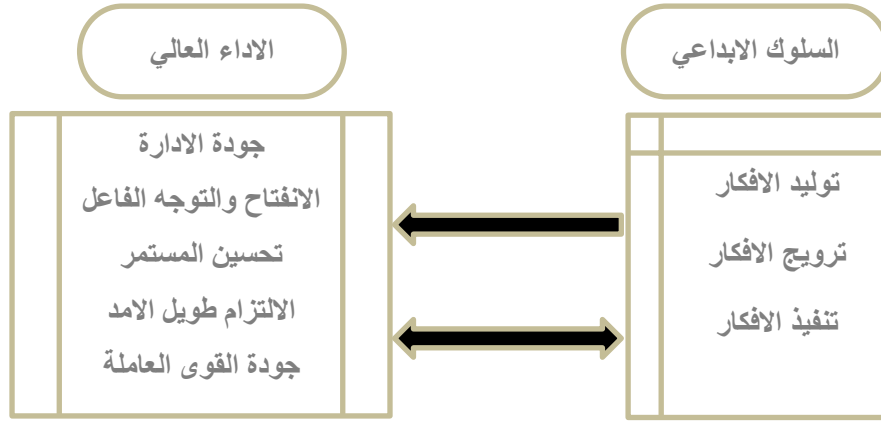 السلوك الابداعي
توليد الافكار
ترويج الافكار
تنفيذ الافكار
الاداء العالي
جودة الادارة
الانفتاح والتوجه الفاعل
تحسين المستمر
الالتزام طويل الامد
جودة القوى العاملة